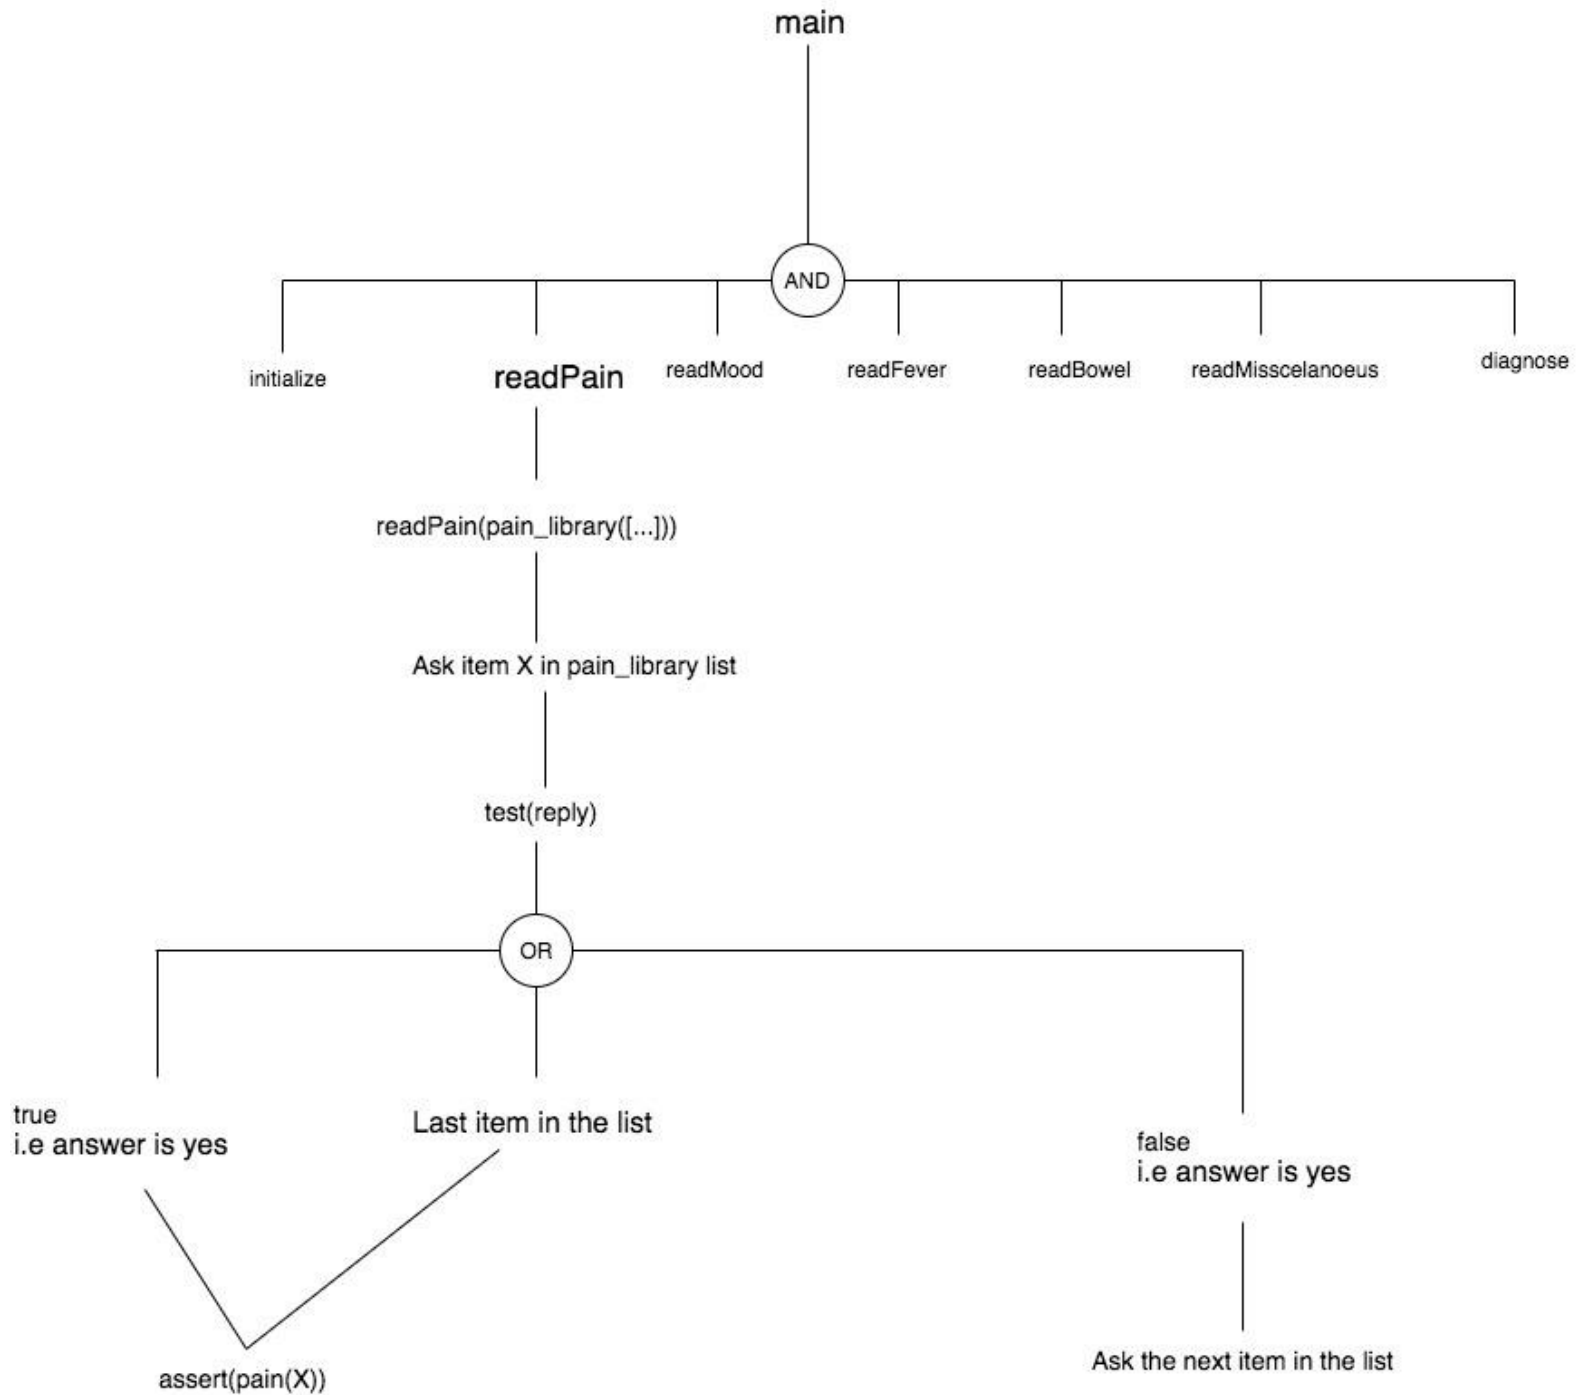 main
AND
initialize
readPain
readMood
readFever
readBowel
readMisscelanoeus
diagnose
readPain(pain_library([...]))
Ask item X in pain_library list
test(reply)
OR
true
i.e answer is yes
Last item in the list
false
i.e answer is yes
assert(pain(X))
Ask the next item in the list